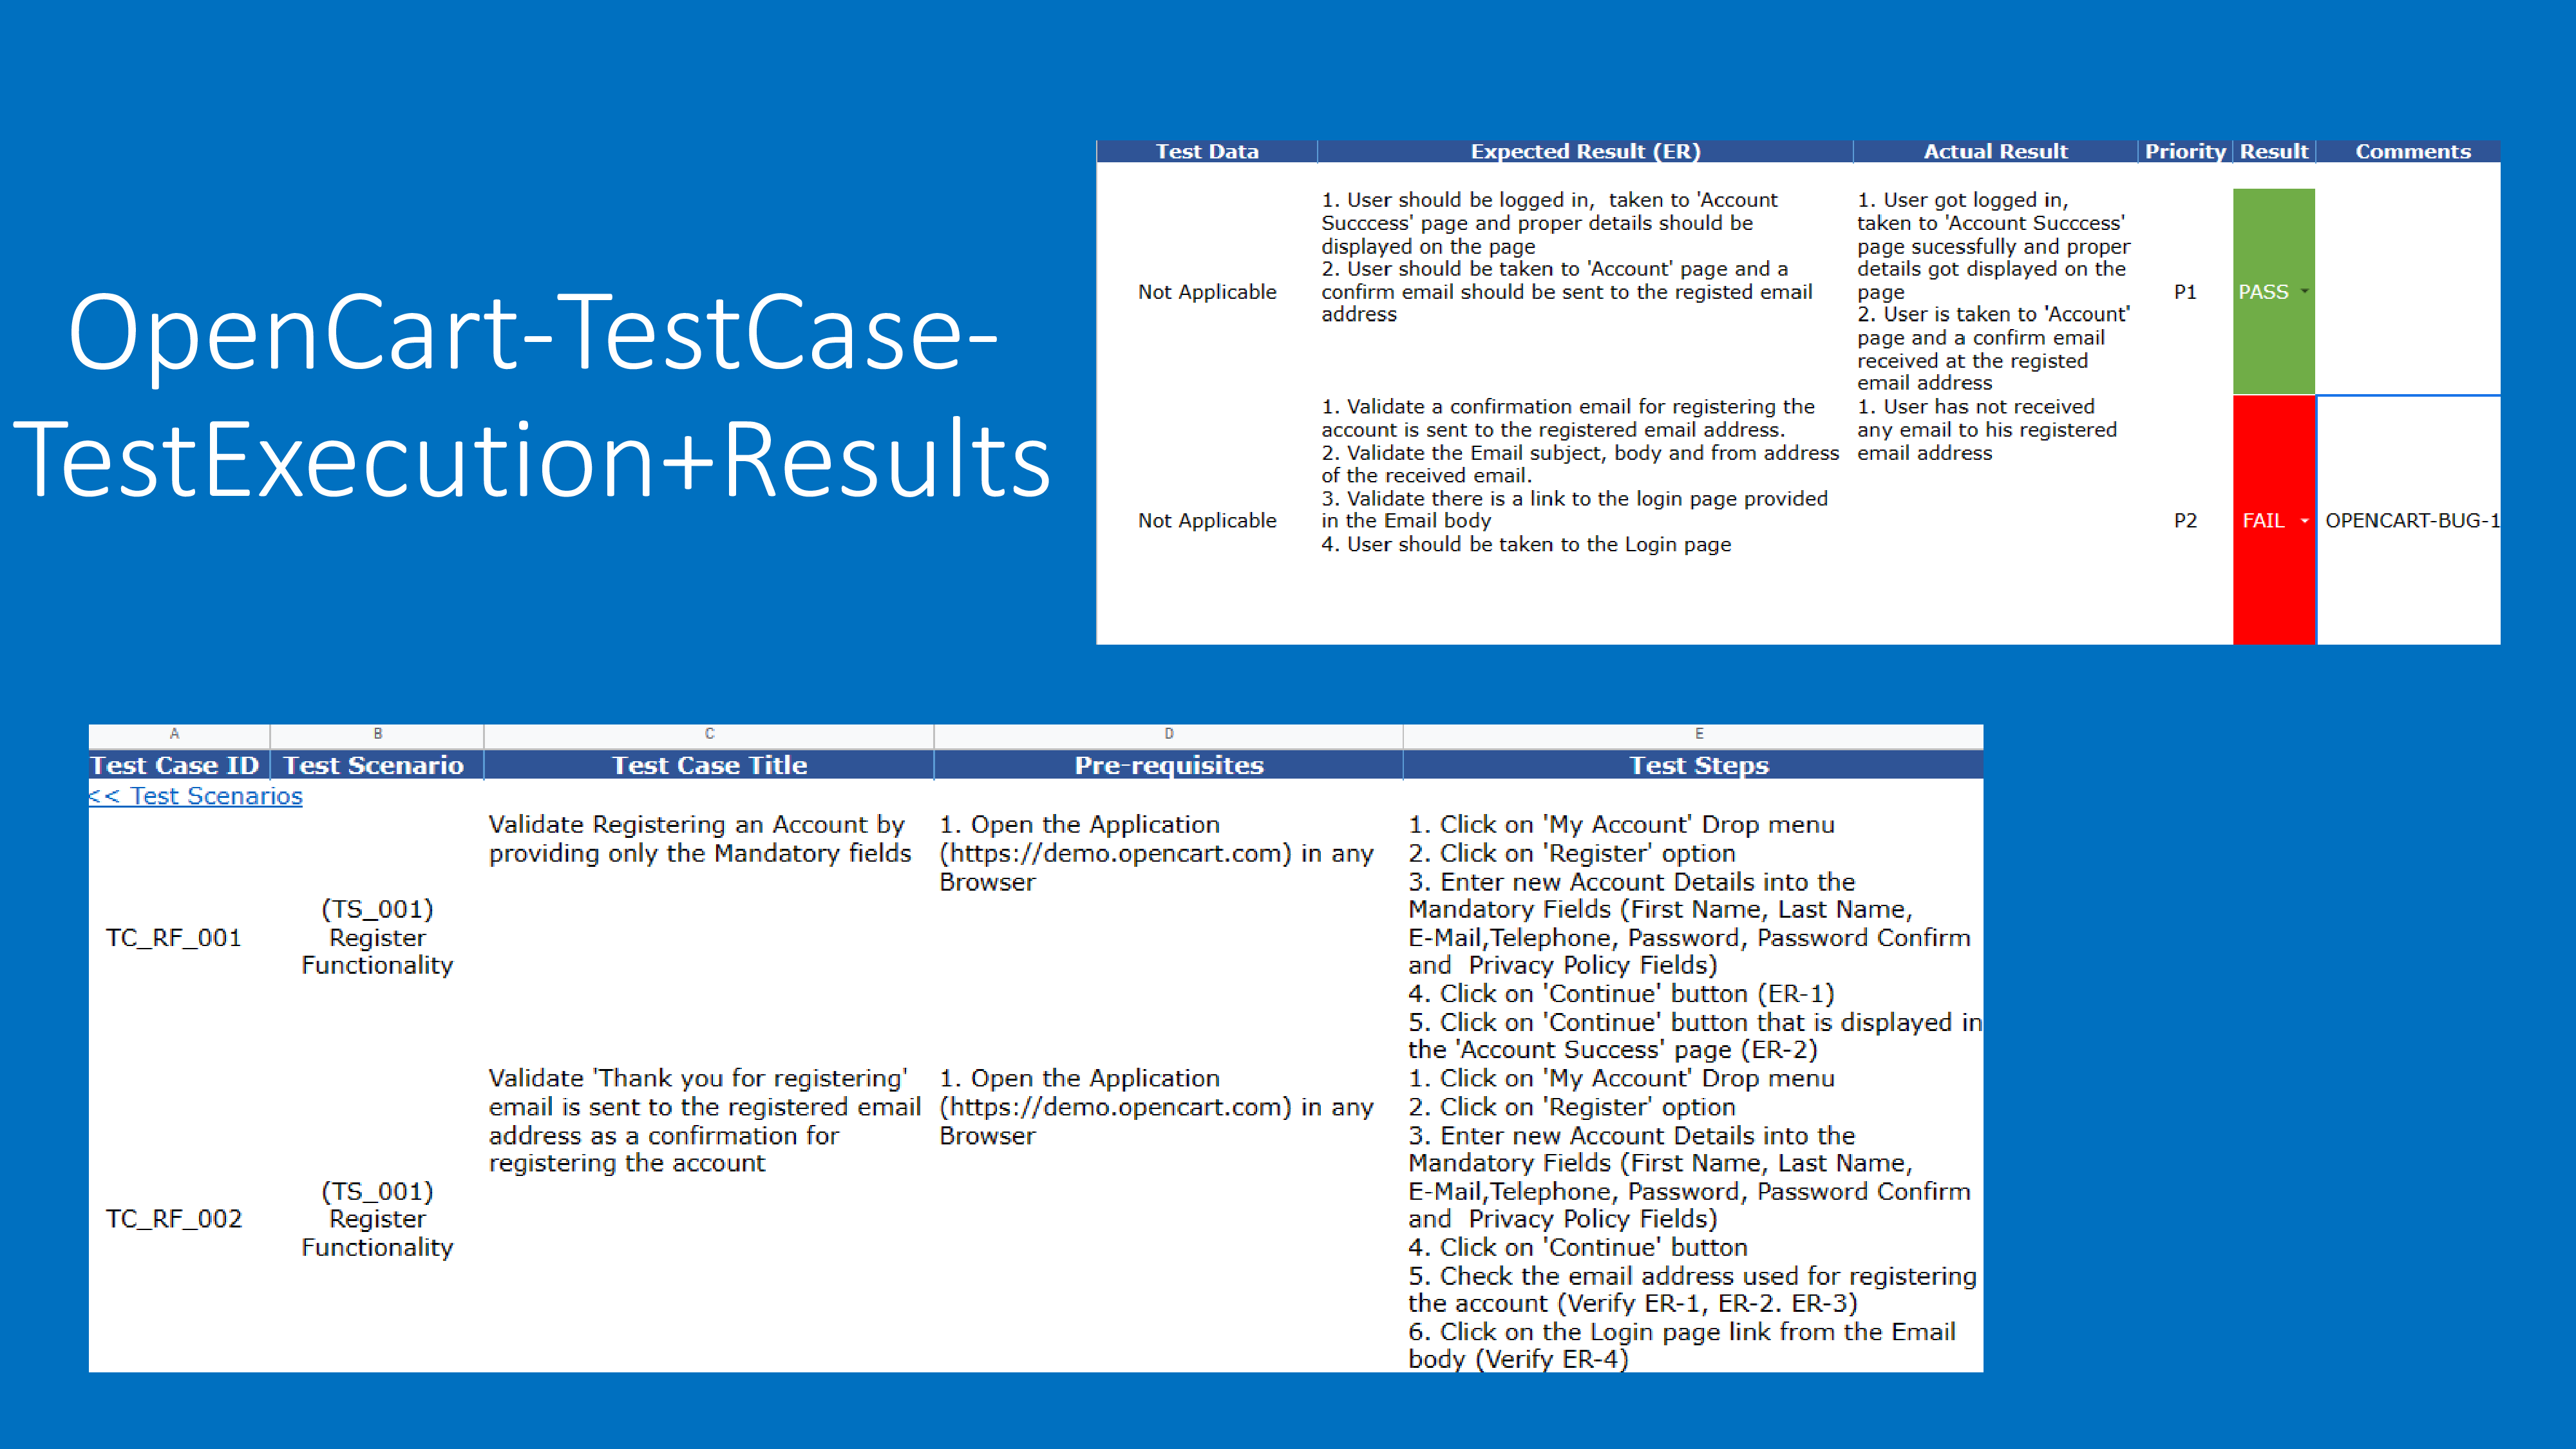 OpenCart-TestCase-
TestExecution+Results
Test Data Expected Result (ER) Actual Result Priority Result Comments
Not Applicable
1. User should be logged in,  taken to 'Account
Succcess' page and proper details should be
displayed on the page
2. User should be taken to 'Account' page and a
confirm email should be sent to the registed email
address
1. User got logged in,
taken to 'Account Succcess'
page sucessfully and proper
details got displayed on the
page
2. User is taken to 'Account'
page and a confirm email
received at the registed
email address
P1
PASS
Not Applicable
1. Validate a confirmation email for registering the
account is sent to the registered email address.
2. Validate the Email subject, body and from address
of the received email.
3. Validate there is a link to the login page provided
in the Email body
4. User should be taken to the Login page
1. User has not received
any email to his registered
email address
P2
FAIL
OPENCART-BUG-1
A B C D E
Test Case ID Test Scenario Test Case Title Pre-requisites Test Steps
<< Test Scenarios
TC_RF_001
(TS_001)
Register
Functionality
Validate Registering an Account by
providing only the Mandatory fields
1. Open the Application
(https://demo.opencart.com) in any
Browser
1. Click on 'My Account' Drop menu
2. Click on 'Register' option
3. Enter new Account Details into the
Mandatory Fields (First Name, Last Name,
E-Mail,Telephone, Password, Password Confirm
and  Privacy Policy Fields)
4. Click on 'Continue' button (ER-1)
5. Click on 'Continue' button that is displayed in
the 'Account Success' page (ER-2)
TC_RF_002
(TS_001)
Register
Functionality
Validate 'Thank you for registering'
email is sent to the registered email
address as a confirmation for
registering the account
1. Open the Application
(https://demo.opencart.com) in any
Browser
1. Click on 'My Account' Drop menu
2. Click on 'Register' option
3. Enter new Account Details into the
Mandatory Fields (First Name, Last Name,
E-Mail,Telephone, Password, Password Confirm
and  Privacy Policy Fields)
4. Click on 'Continue' button
5. Check the email address used for registering
the account (Verify ER-1, ER-2. ER-3)
6. Click on the Login page link from the Email
body (Verify ER-4)